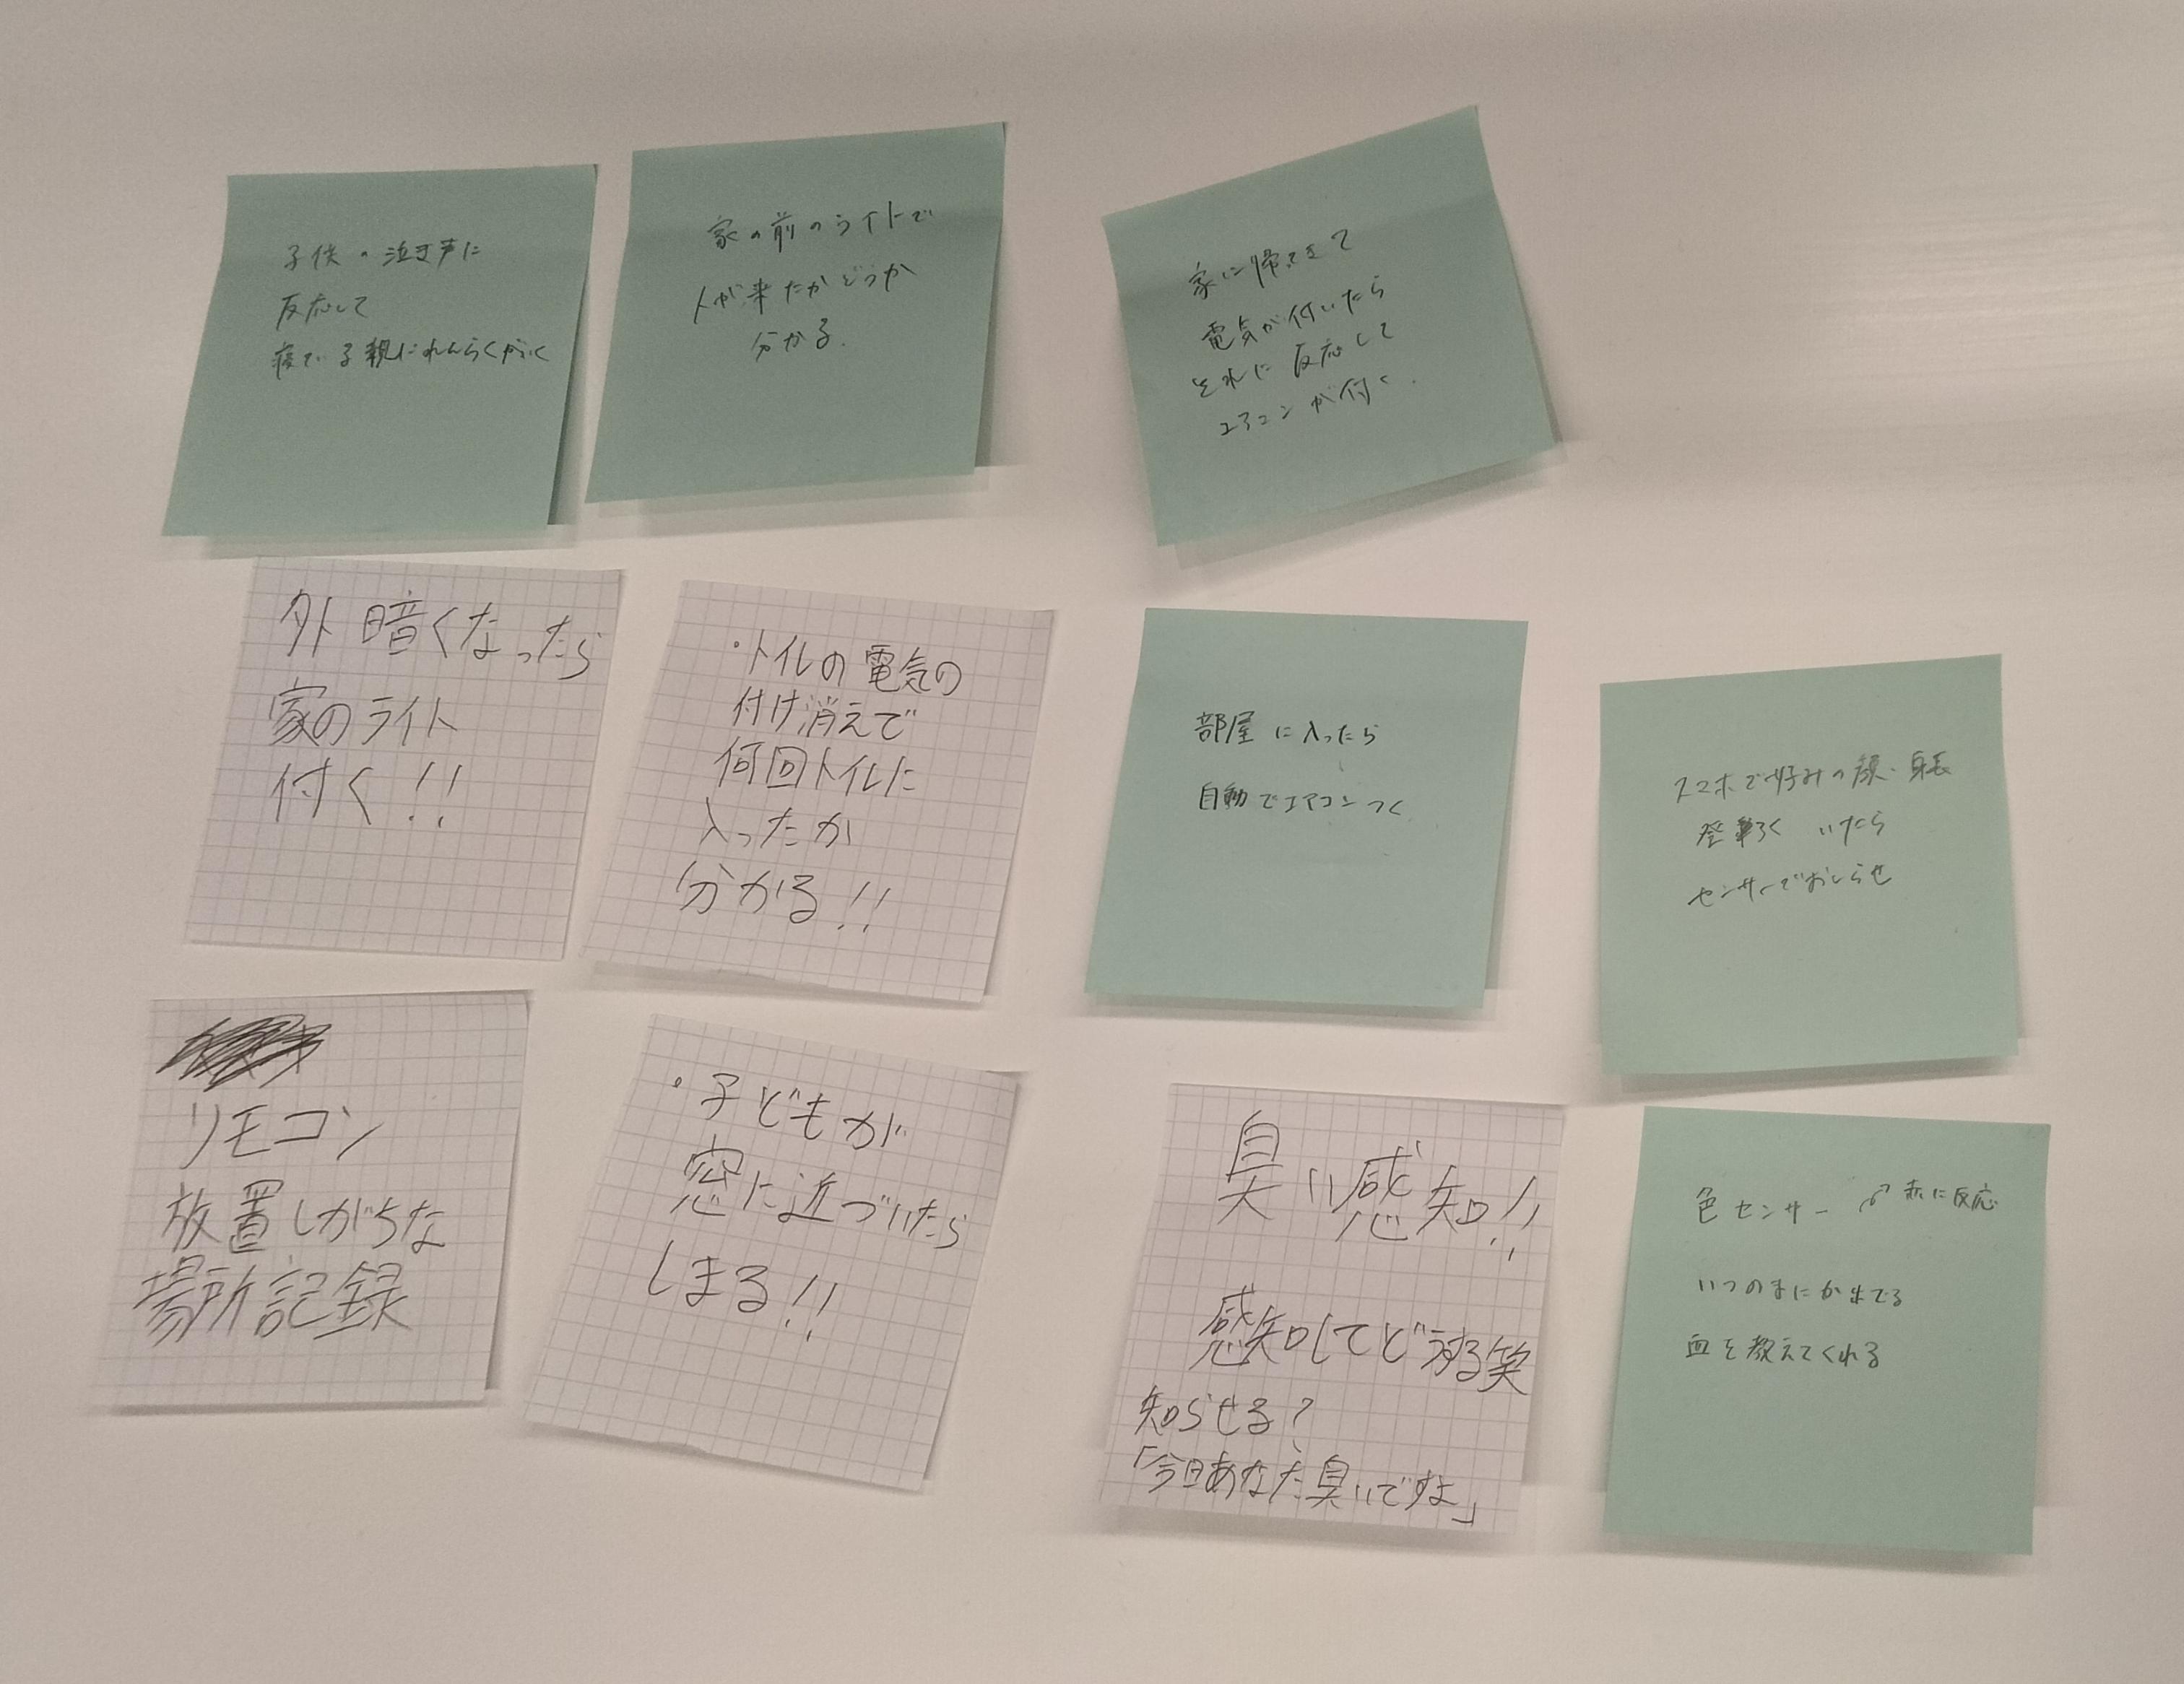 子供の泣き声に
反応して
寝ている親にれんらくがいく
家の前のライトで
人が来たかどうか
分かる.
家に帰ってきて
電気が付いたら
それに反応して
エアコンが付く.
外暗くなったら
家のライト
付く!!
・トイレの電気の
付け消えで
何回トイレに
入ったか
分かる!!
部屋に入ったら
自動でエアコンつく
スマホで好みの顔・身長
登ろく いたら
センサーでおしらせ
リモコン
放置しがちな
場所記録
・子どもが
窓に近づいたら
しまる!!
臭い感知!!
感知してどうする笑
知らせる?
「今日あなた臭いですよ」
色センサー 赤に反応
いつのまにか出てる
血を教えてくれる